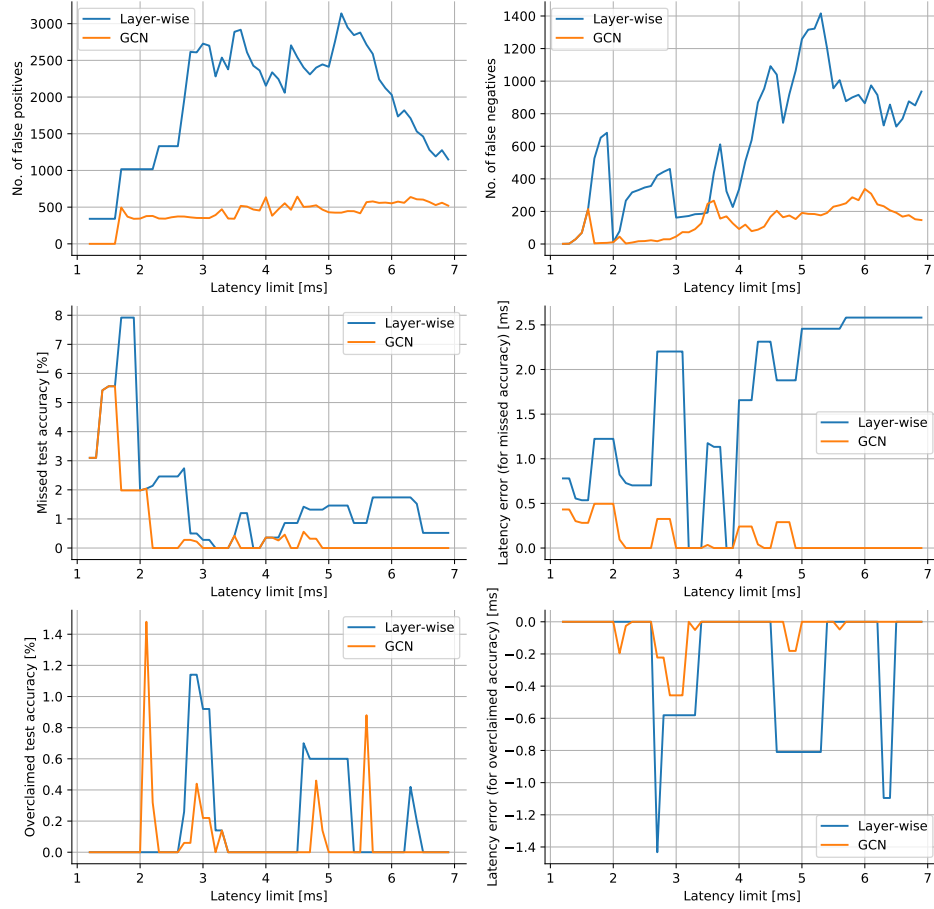 No. of false positives
3000
2500
2000
1500
1000
500
0
Layer-wise
GCN
1 2 3 4 5 6 7
Latency limit [ms]
No. of false negatives
1400
1200
1000
800
600
400
200
0
Layer-wise
GCN
1 2 3 4 5 6 7
Latency limit [ms]
Missed test accuracy [%]
8
7
6
5
4
3
2
1
0
Layer-wise
GCN
1 2 3 4 5 6 7
Latency limit [ms]
Latency error (for missed accuracy) [ms]
2.5
2.0
1.5
1.0
0.5
0.0
Layer-wise
GCN
1 2 3 4 5 6 7
Latency limit [ms]
Overclaimed test accuracy [%]
1.4
1.2
1.0
0.8
0.6
0.4
0.2
0.0
Layer-wise
GCN
1 2 3 4 5 6 7
Latency limit [ms]
Latency error (for overclaimed accuracy) [ms]
0.0
−0.2
−0.4
−0.6
−0.8
−1.0
−1.2
−1.4
Layer-wise
GCN
1 2 3 4 5 6 7
Latency limit [ms]